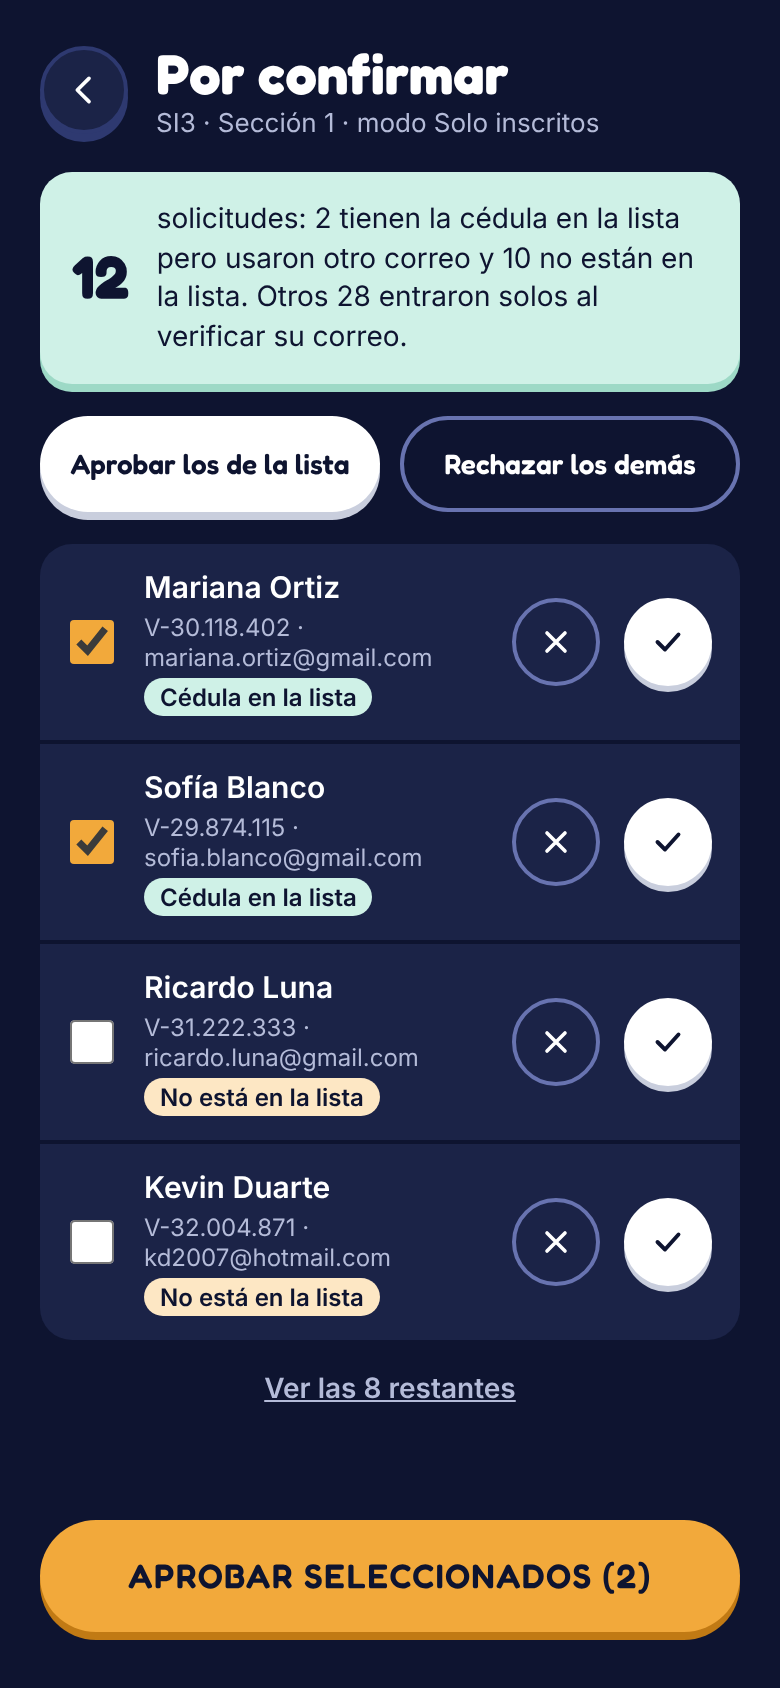 Por confirmar
SI3 · Sección 1 · modo Solo inscritos
12
solicitudes: 2 tienen la cédula en la lista
pero usaron otro correo y 10 no están en
la lista. Otros 28 entraron solos al
verificar su correo.
Aprobar los de la lista
Rechazar los demás
Mariana Ortiz
V-30.118.402 ·
mariana.ortiz@gmail.com
Cédula en la lista
Sofía Blanco
V-29.874.115 ·
sofia.blanco@gmail.com
Cédula en la lista
Ricardo Luna
V-31.222.333 ·
ricardo.luna@gmail.com
No está en la lista
Kevin Duarte
V-32.004.871 ·
kd2007@hotmail.com
No está en la lista
Ver las 8 restantes
APROBAR SELECCIONADOS (2)